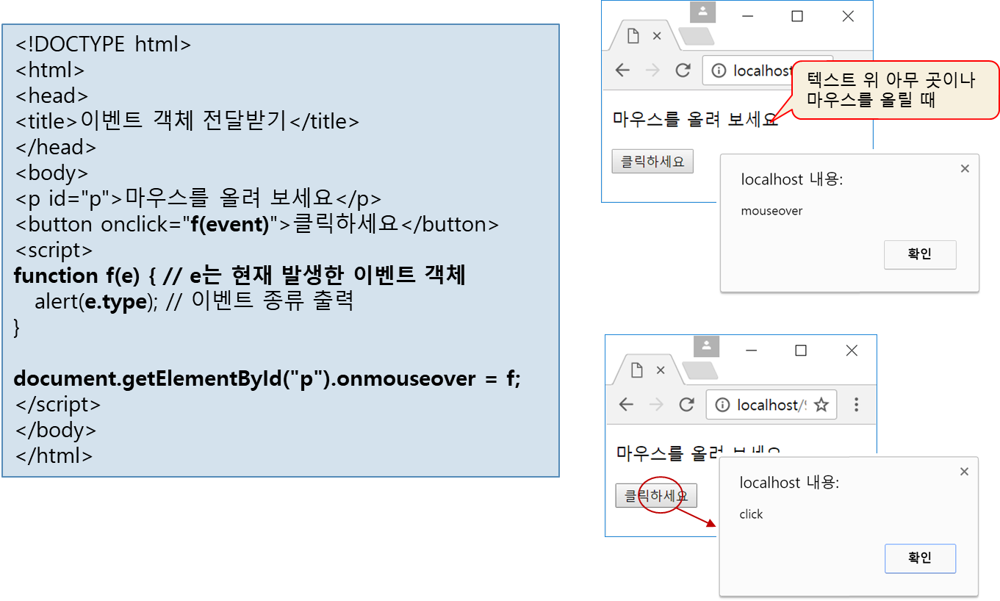 <!DOCTYPE html>
<html>
<head>
<title>이벤트 객체 전달받기</title>
</head>
<body>
<p id="p">마우스를 올려 보세요</p>
<button onclick="f(event)">클릭하세요</button>
<script>
function f(e) { // e는 현재 발생한 이벤트 객체
alert(e.type); // 이벤트 종류 출력
}
document.getElementById("p").onmouseover = f;
</script>
</body>
</html>
localhost
텍스트 위 아무 곳이나
마우스를 올릴 때
마우스를 올려 보세요
클릭하세요
localhost 내용:
mouseover
확인
localhost/
마우스를 올려 보세요
클릭하세요
localhost 내용:
click
확인